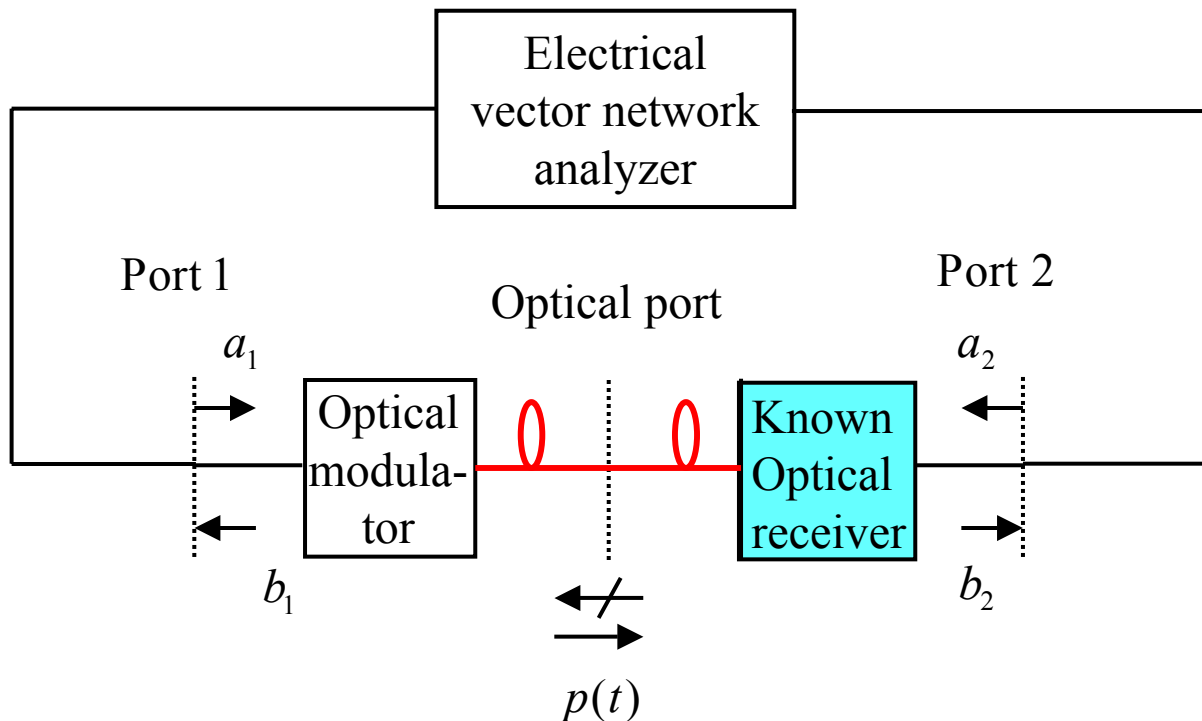 Electrical
vector network
analyzer
Port 1
Optical port
Port 2
a₁
a₂
Optical
modula-
tor
Known
Optical
receiver
b₁
b₂
p(t)